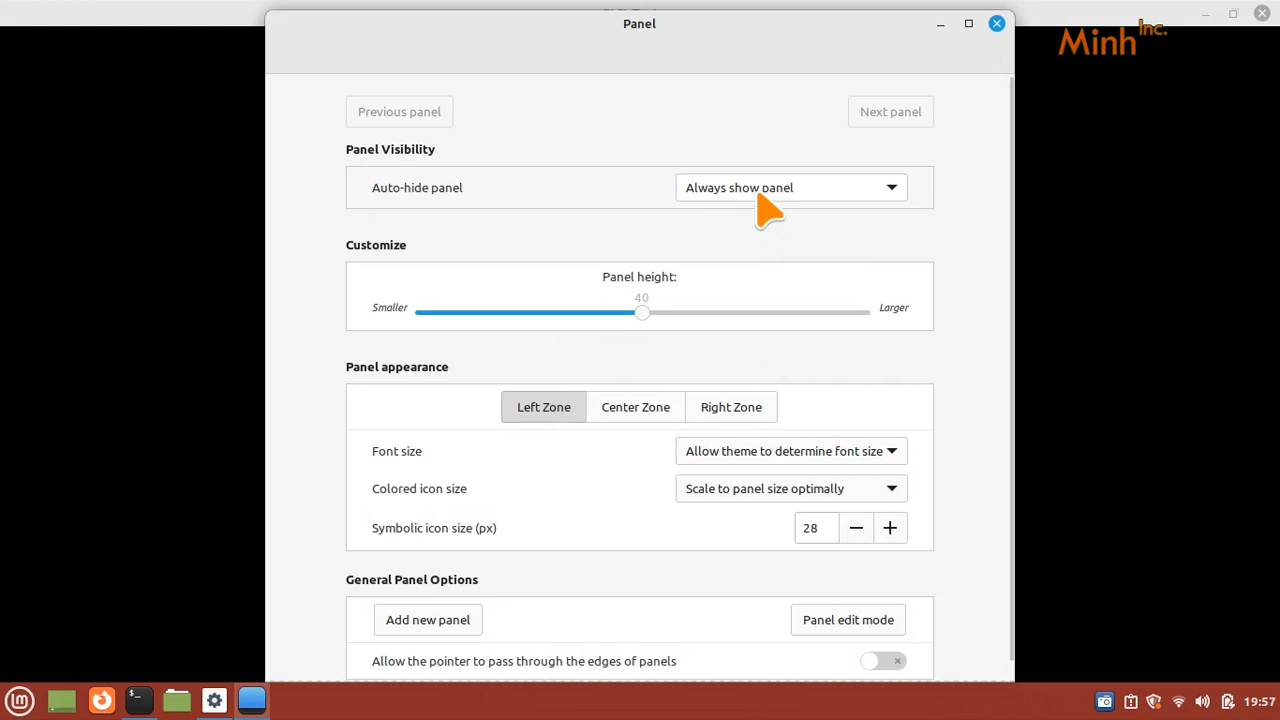 Panel
Minh Inc.
Previous panel
Next panel
Panel Visibility
Auto-hide panel
Always show panel
Customize
Panel height:
40
Smaller
Larger
Panel appearance
Left Zone
Center Zone
Right Zone
Font size
Allow theme to determine font size
Colored icon size
Scale to panel size optimally
Symbolic icon size (px)
28
General Panel Options
Add new panel
Panel edit mode
Allow the pointer to pass through the edges of panels
19:57